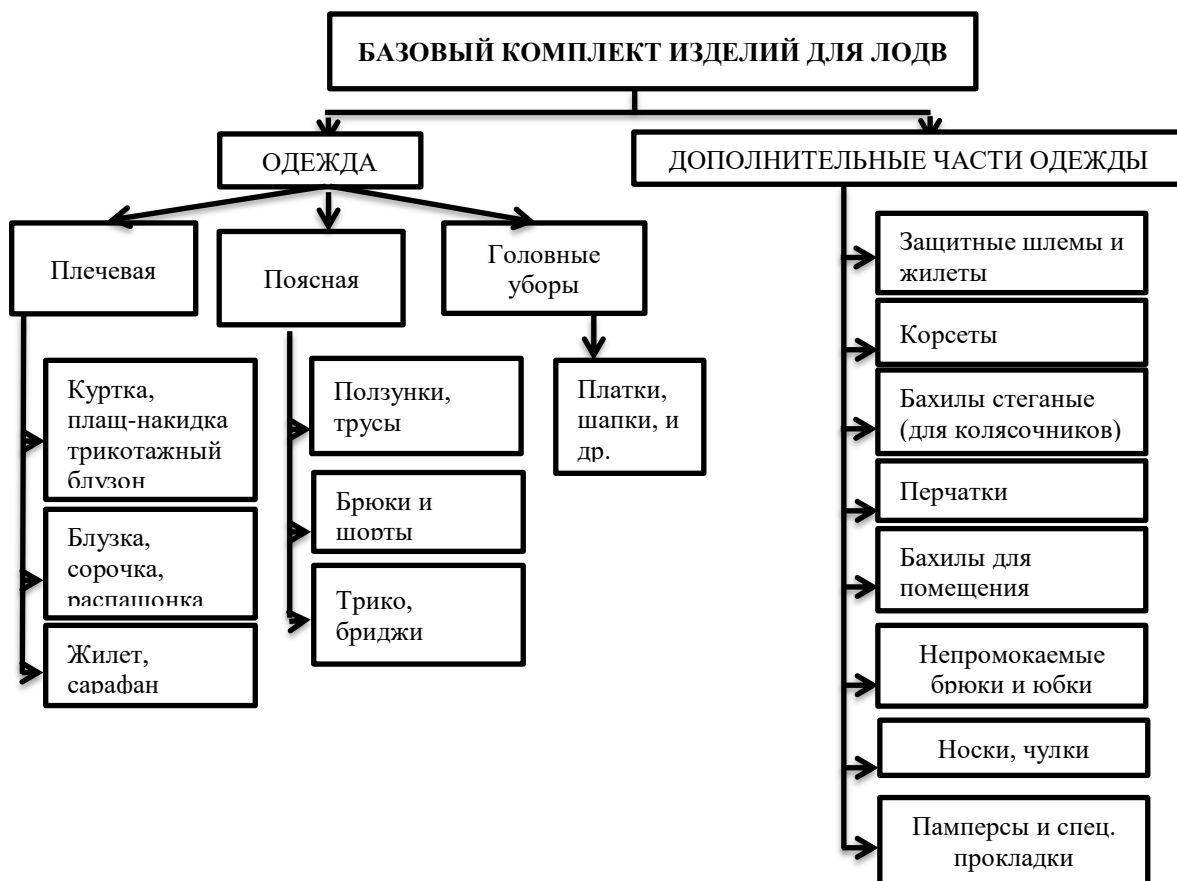 БАЗОВЫЙ КОМПЛЕКТ ИЗДЕЛИЙ ДЛЯ ЛОДВ
ОДЕЖДА
ДОПОЛНИТЕЛЬНЫЕ ЧАСТИ ОДЕЖДЫ
Плечевая
Поясная
Головные
уборы
Куртка,
плащ-накидка
трикотажный
блузон
Блузка,
сорочка,
распашонка
Жилет,
сарафан
Ползунки,
трусы
Брюки и
шорты
Трико,
бриджи
Платки,
шапки, и
др.
Защитные шлемы и
жилеты
Корсеты
Бахилы стеганые
(для колясочников)
Перчатки
Бахилы для
помещения
Непромокаемые
брюки и юбки
Носки, чулки
Памперсы и спец.
прокладки